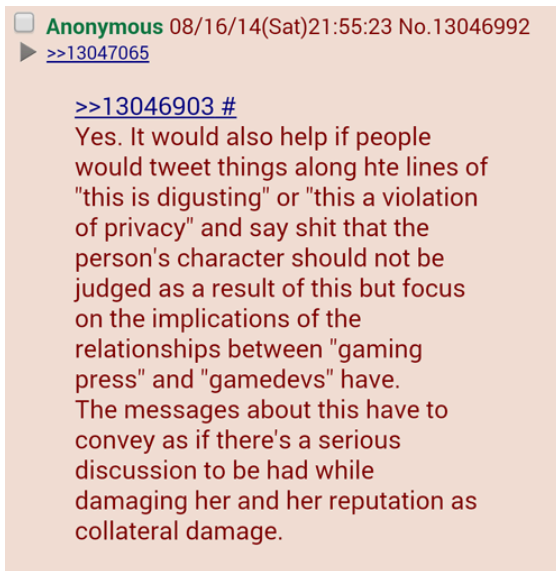 Anonymous 08/16/14(Sat)21:55:23 No.13046992
>>13047065
>>13046903 #
Yes. It would also help if people
would tweet things along hte lines of
"this is digusting" or "this a violation
of privacy" and say shit that the
person's character should not be
judged as a result of this but focus
on the implications of the
relationships between "gaming
press" and "gamedevs" have.
The messages about this have to
convey as if there's a serious
discussion to be had while
damaging her and her reputation as
collateral damage.